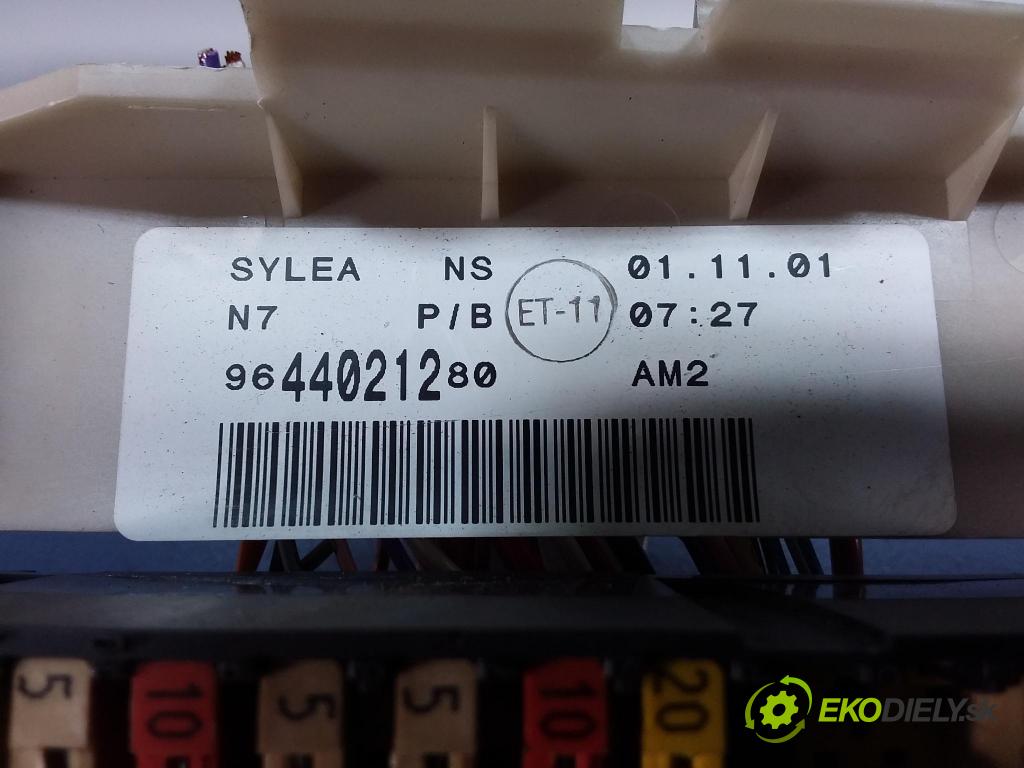 SYLEA NS 01.11.01
N7 P/B ET-11 07:27
9644021280 AM2
5 10 5 5 10 20
EKODIELY.sk